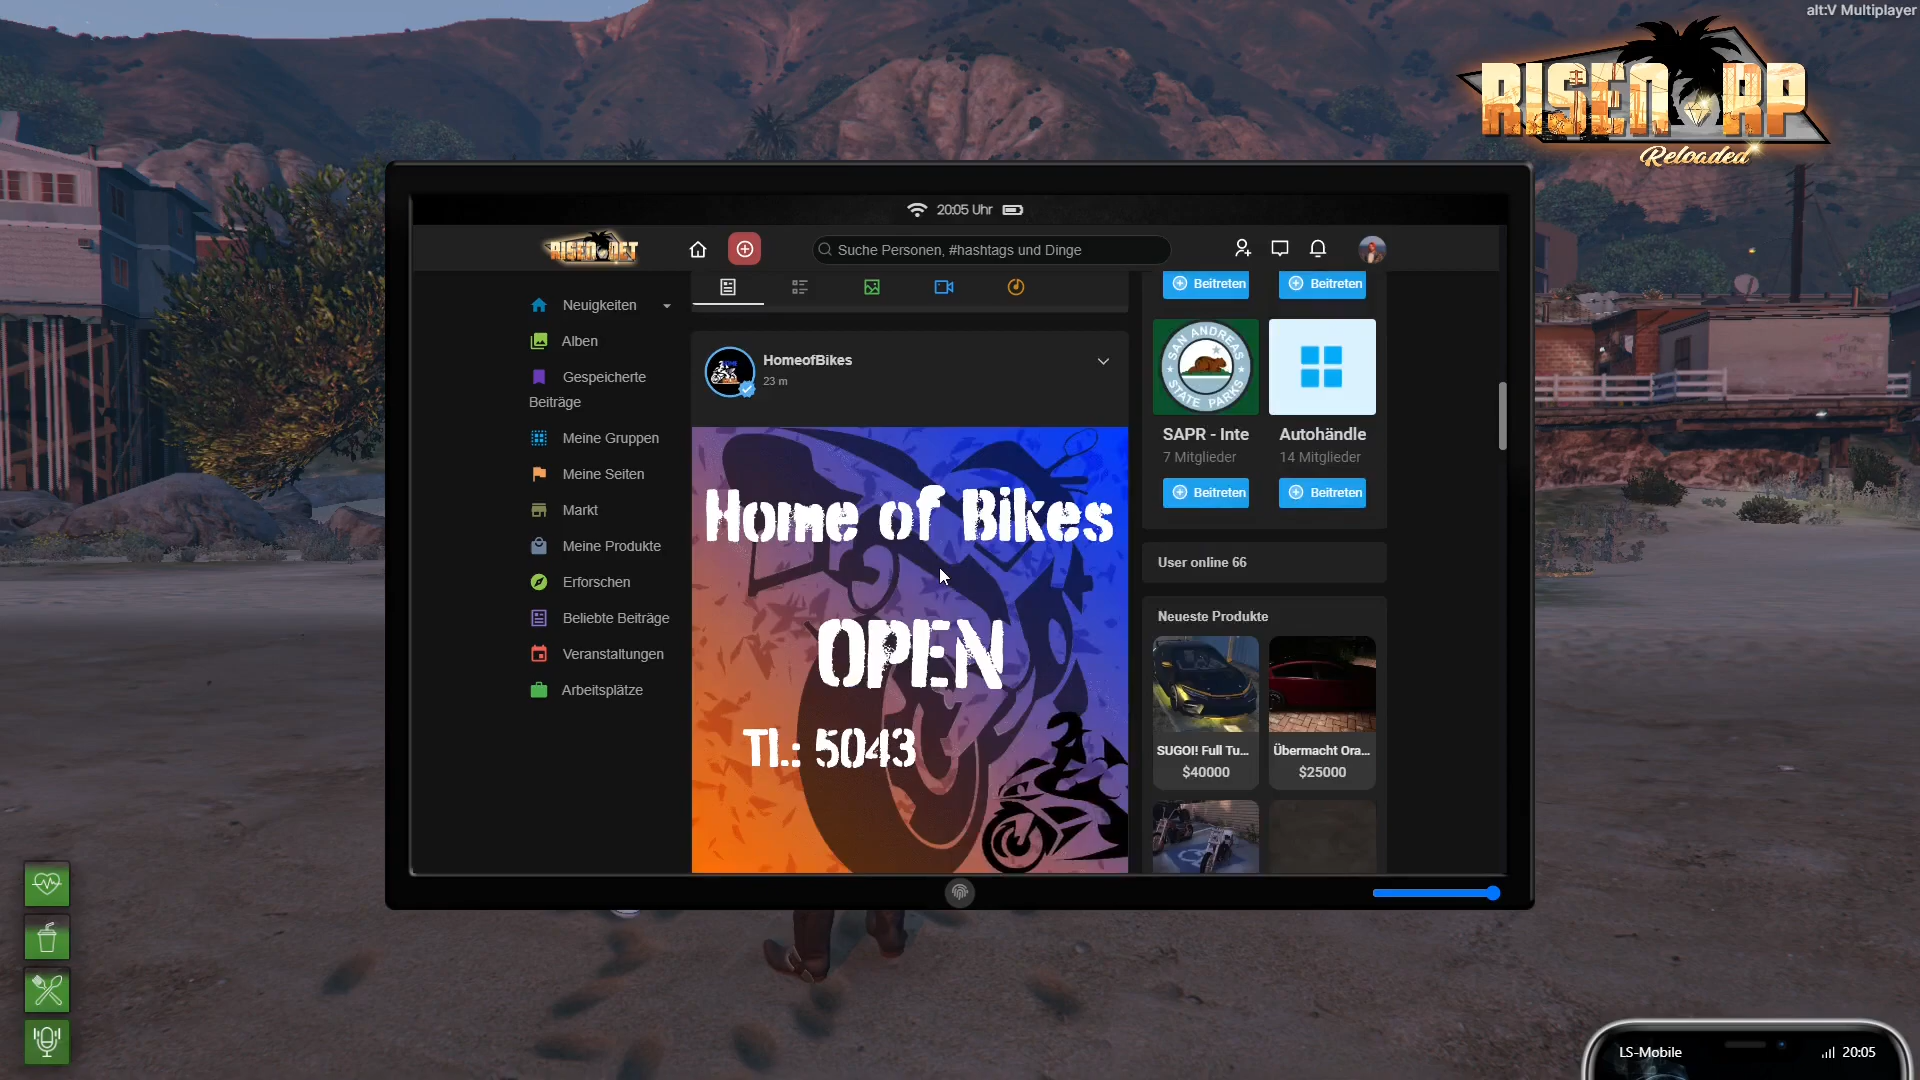 alt:V Multiplayer
RISEN RP
Reloaded
20:05 Uhr
RISEN NET
Suche Personen, #hashtags und Dinge
Neuigkeiten
Alben
Gespeicherte
Beiträge
Meine Gruppen
Meine Seiten
Markt
Meine Produkte
Erforschen
Beliebte Beiträge
Veranstaltungen
Arbeitsplätze
HomeofBikes
23 m
Home of Bikes
OPEN
Tl.: 5043
Beitreten
Beitreten
SAN ANDREAS
STATE PARKS
SAPR - Inte
Autohändle
7 Mitglieder
14 Mitglieder
Beitreten
Beitreten
User online 66
Neueste Produkte
SUGOI! Full Tu...
Übermacht Ora...
$40000
$25000
LS-Mobile
20:05